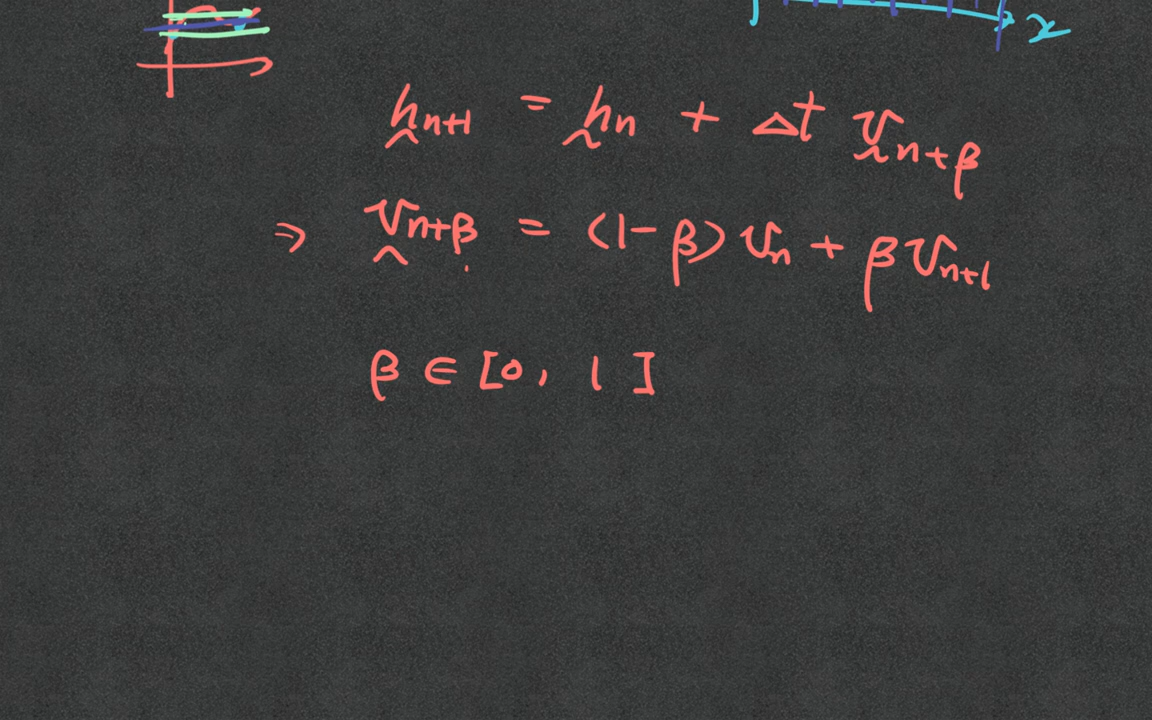 x
h_{n+1} = h_n + Δt v_{n+β}
⇒ v_{n+β} = (1-β) v_n + β v_{n+1}
β ∈ [0, 1]